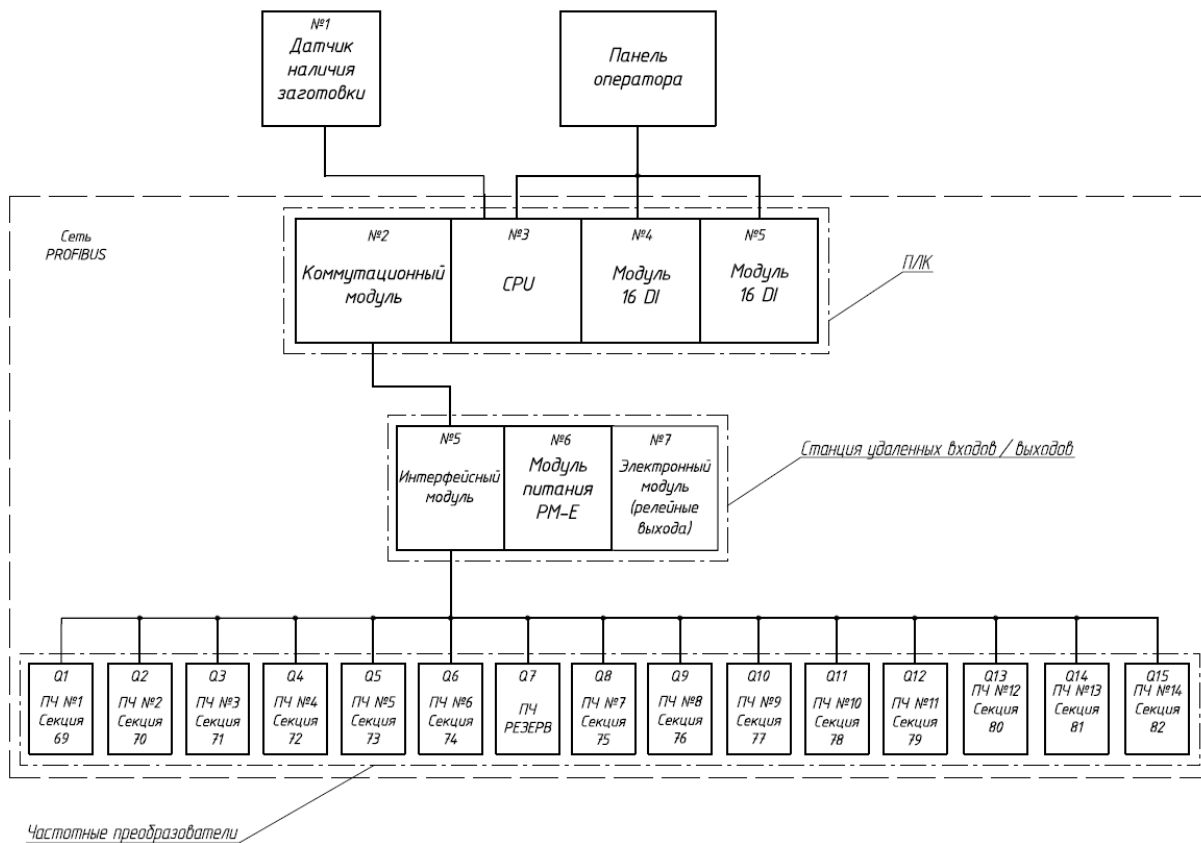 №1
Датчик
наличия
заготовки
Панель
оператора
Сеть
PROFIBUS
№2
Коммутационный
модуль
№3
CPU
№4
Модуль
16 DI
№5
Модуль
16 DI
ПЛК
№5
Интерфейсный
модуль
№6
Модуль
питания
PM-E
№7
Электронный
модуль
(релейные
выхода)
Станция удаленных входов / выходов
Q1
ПЧ №1
Секция
69
Q2
ПЧ №2
Секция
70
Q3
ПЧ №3
Секция
71
Q4
ПЧ №4
Секция
72
Q5
ПЧ №5
Секция
73
Q6
ПЧ №6
Секция
74
Q7
ПЧ
РЕЗЕРВ
Q8
ПЧ №7
Секция
75
Q9
ПЧ №8
Секция
76
Q10
ПЧ №9
Секция
77
Q11
ПЧ №10
Секция
78
Q12
ПЧ №11
Секция
79
Q13
ПЧ №12
Секция
80
Q14
ПЧ №13
Секция
81
Q15
ПЧ №14
Секция
82
Частотные преобразователи